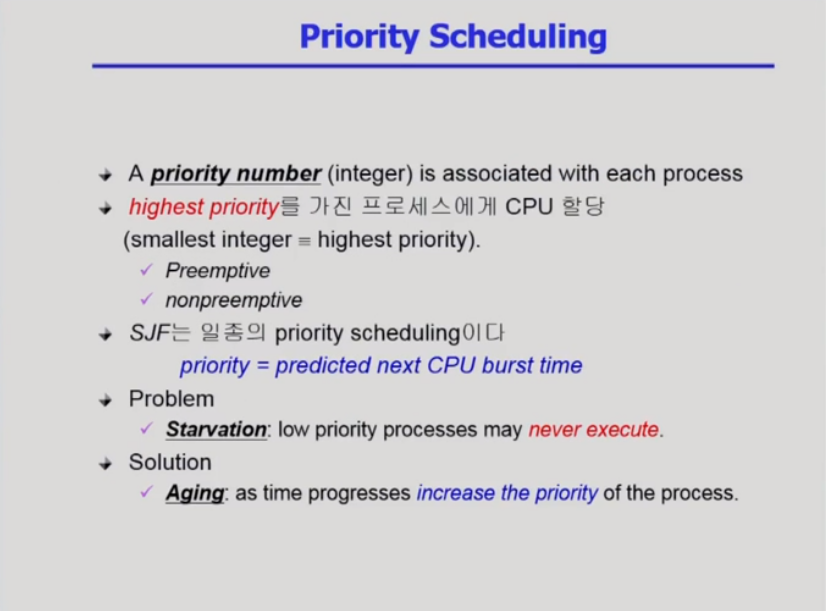 Priority Scheduling
A priority number (integer) is associated with each process
highest priority를 가진 프로세스에게 CPU 할당
(smallest integer ≡ highest priority).
Preemptive
nonpreemptive
SJF는 일종의 priority scheduling이다
priority = predicted next CPU burst time
Problem
Starvation: low priority processes may never execute.
Solution
Aging: as time progresses increase the priority of the process.